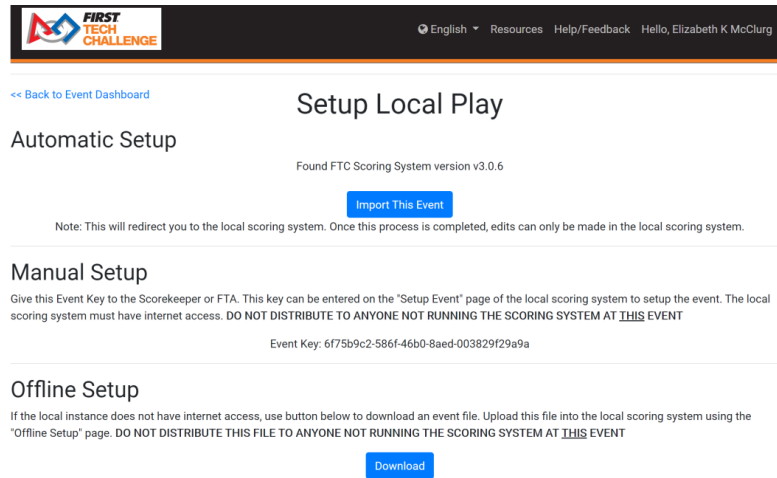 FIRST
TECH
CHALLENGE
English Resources Help/Feedback Hello, Elizabeth K McClurg
<< Back to Event Dashboard
Setup Local Play
Automatic Setup
Found FTC Scoring System version v3.0.6
Import This Event
Note: This will redirect you to the local scoring system. Once this process is completed, edits can only be made in the local scoring system.
Manual Setup
Give this Event Key to the Scorekeeper or FTA. This key can be entered on the "Setup Event" page of the local scoring system to setup the event. The local
scoring system must have internet access. DO NOT DISTRIBUTE TO ANYONE NOT RUNNING THE SCORING SYSTEM AT THIS EVENT
Event Key: 6f75b9c2-586f-46b0-8aed-003829f29a9a
Offline Setup
If the local instance does not have internet access, use button below to download an event file. Upload this file into the local scoring system using the
"Offline Setup" page. DO NOT DISTRIBUTE THIS FILE TO ANYONE NOT RUNNING THE SCORING SYSTEM AT THIS EVENT
Download